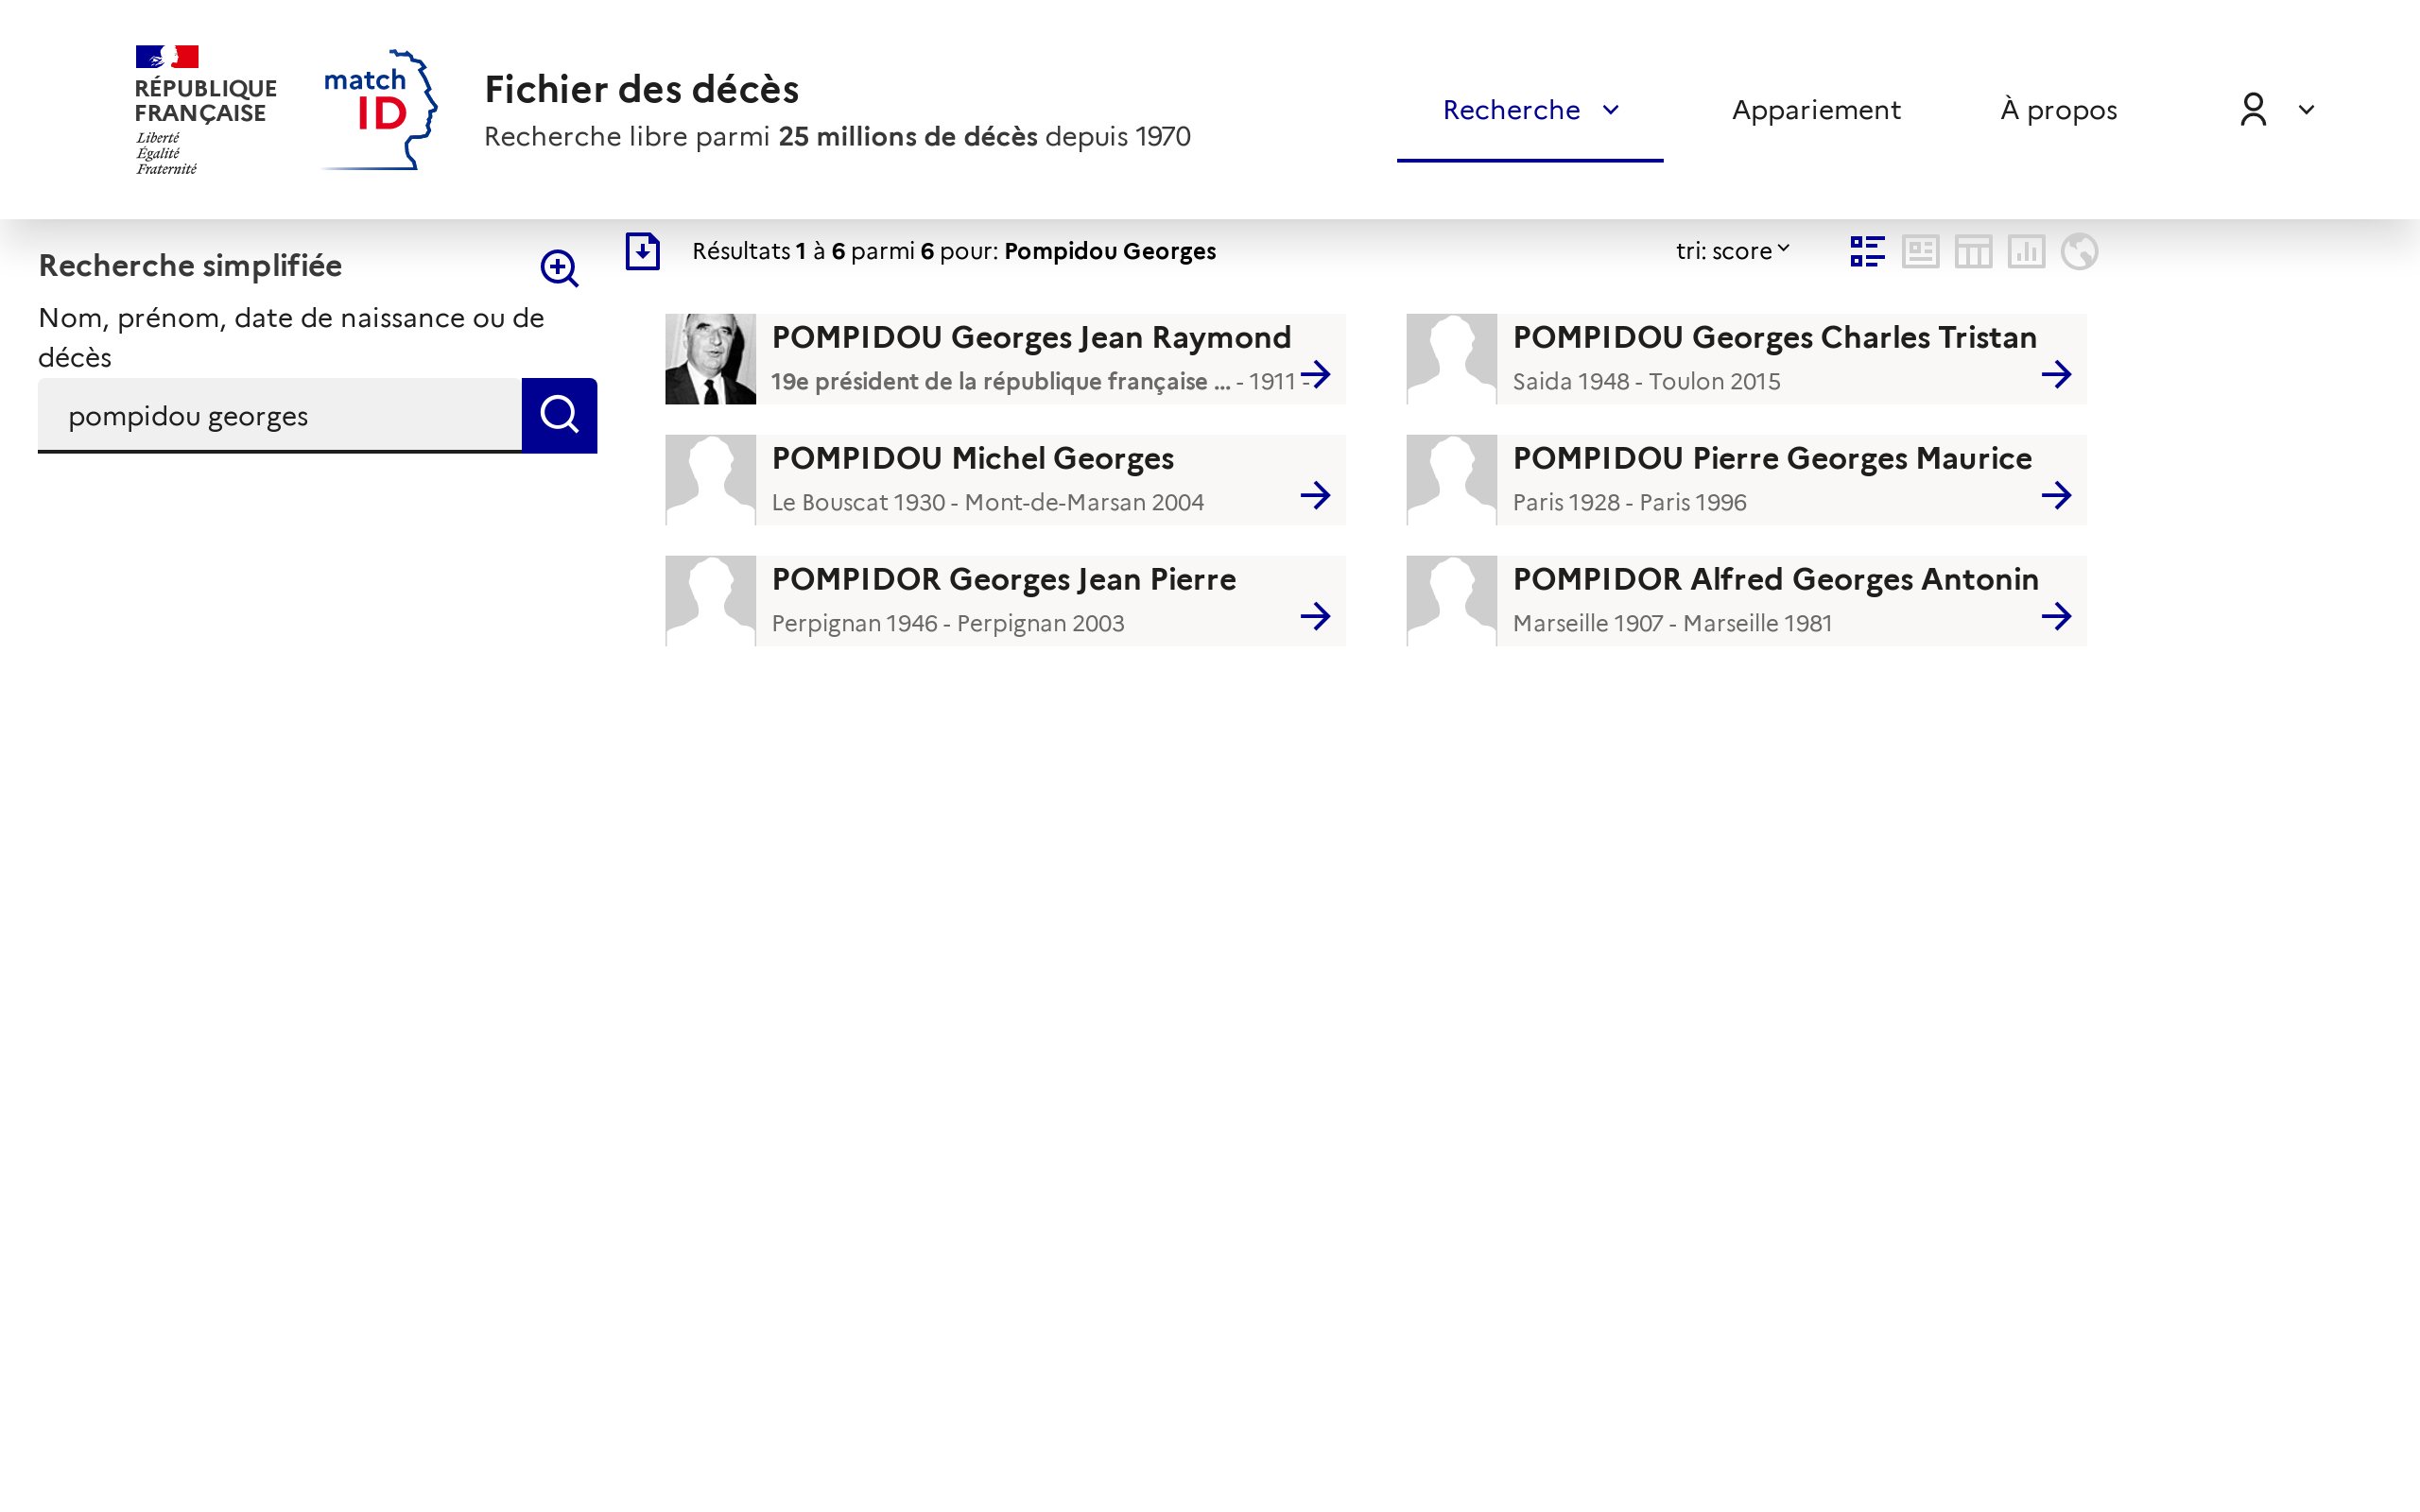 RÉPUBLIQUE
FRANÇAISE
Liberté
Égalité
Fraternité
match
ID
Fichier des décès
Recherche libre parmi 25 millions de décès depuis 1970
Recherche
Appariement
À propos
Recherche simplifiée
Nom, prénom, date de naissance ou de
décès
pompidou georges
Résultats 1 à 6 parmi 6 pour: Pompidou Georges
tri: score
POMPIDOU Georges Jean Raymond
19e président de la république française ... - 1911 -
POMPIDOU Georges Charles Tristan
Saida 1948 - Toulon 2015
POMPIDOU Michel Georges
Le Bouscat 1930 - Mont-de-Marsan 2004
POMPIDOU Pierre Georges Maurice
Paris 1928 - Paris 1996
POMPIDOR Georges Jean Pierre
Perpignan 1946 - Perpignan 2003
POMPIDOR Alfred Georges Antonin
Marseille 1907 - Marseille 1981